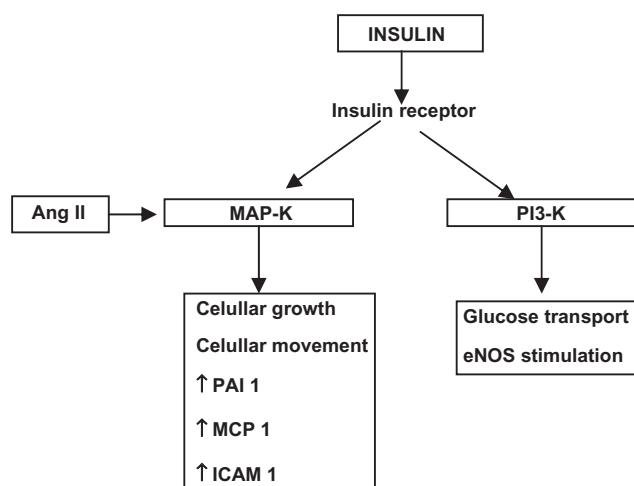 INSULIN
Insulin receptor
Ang II
MAP-K
PI3-K
Celullar growth
Celullar movement
↑ PAI 1
↑ MCP 1
↑ ICAM 1
Glucose transport
eNOS stimulation